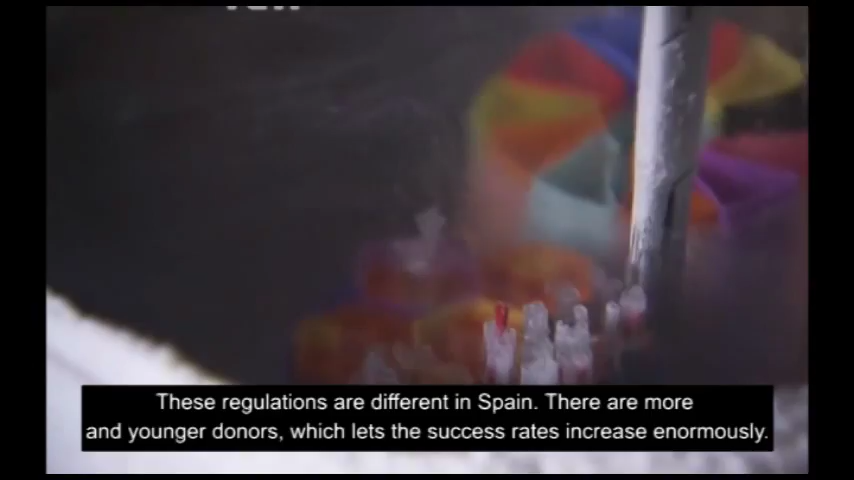 These regulations are different in Spain. There are more
and younger donors, which lets the success rates increase enormously.